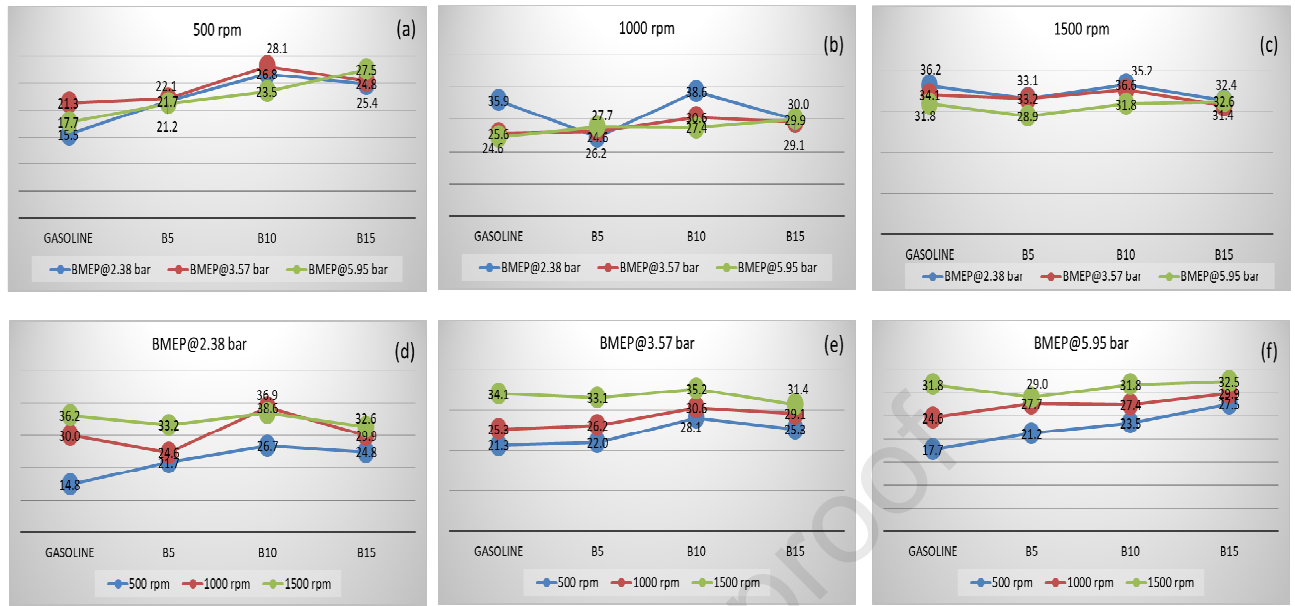 500 rpm
(a)
28.1
22.1
26.8
27.5
21.3
21.7
23.5
24.8
17.7
25.4
15.5
21.2
GASOLINE B5 B10 B15
BMEP@2.38 bar BMEP@3.57 bar BMEP@5.95 bar
1000 rpm
(b)
35.9
27.7
38.6
30.0
25.6
24.6
30.6
29.9
24.6
26.2
27.4
29.1
GASOLINE B5 B10 B15
BMEP@2.38 bar BMEP@3.57 bar BMEP@5.95 bar
1500 rpm
(c)
36.2
33.1
35.2
32.4
34.1
33.2
36.6
32.6
31.8
28.9
31.8
31.4
GASOLINE B5 B10 B15
BMEP@2.38 bar BMEP@3.57 bar BMEP@5.95 bar
BMEP@2.38 bar
(d)
36.9
36.2
33.2
38.6
32.6
30.0
24.6
29.9
14.8
21.7
26.7
24.8
GASOLINE B5 B10 B15
500 rpm 1000 rpm 1500 rpm
BMEP@3.57 bar
(e)
34.1
33.1
35.2
31.4
25.3
26.2
30.6
29.1
21.3
22.0
28.1
25.3
GASOLINE B5 B10 B15
500 rpm 1000 rpm 1500 rpm
BMEP@5.95 bar
(f)
31.8
29.0
31.8
32.5
24.6
27.7
27.4
29.9
17.7
21.2
23.5
27.5
GASOLINE B5 B10 B15
500 rpm 1000 rpm 1500 rpm
proof